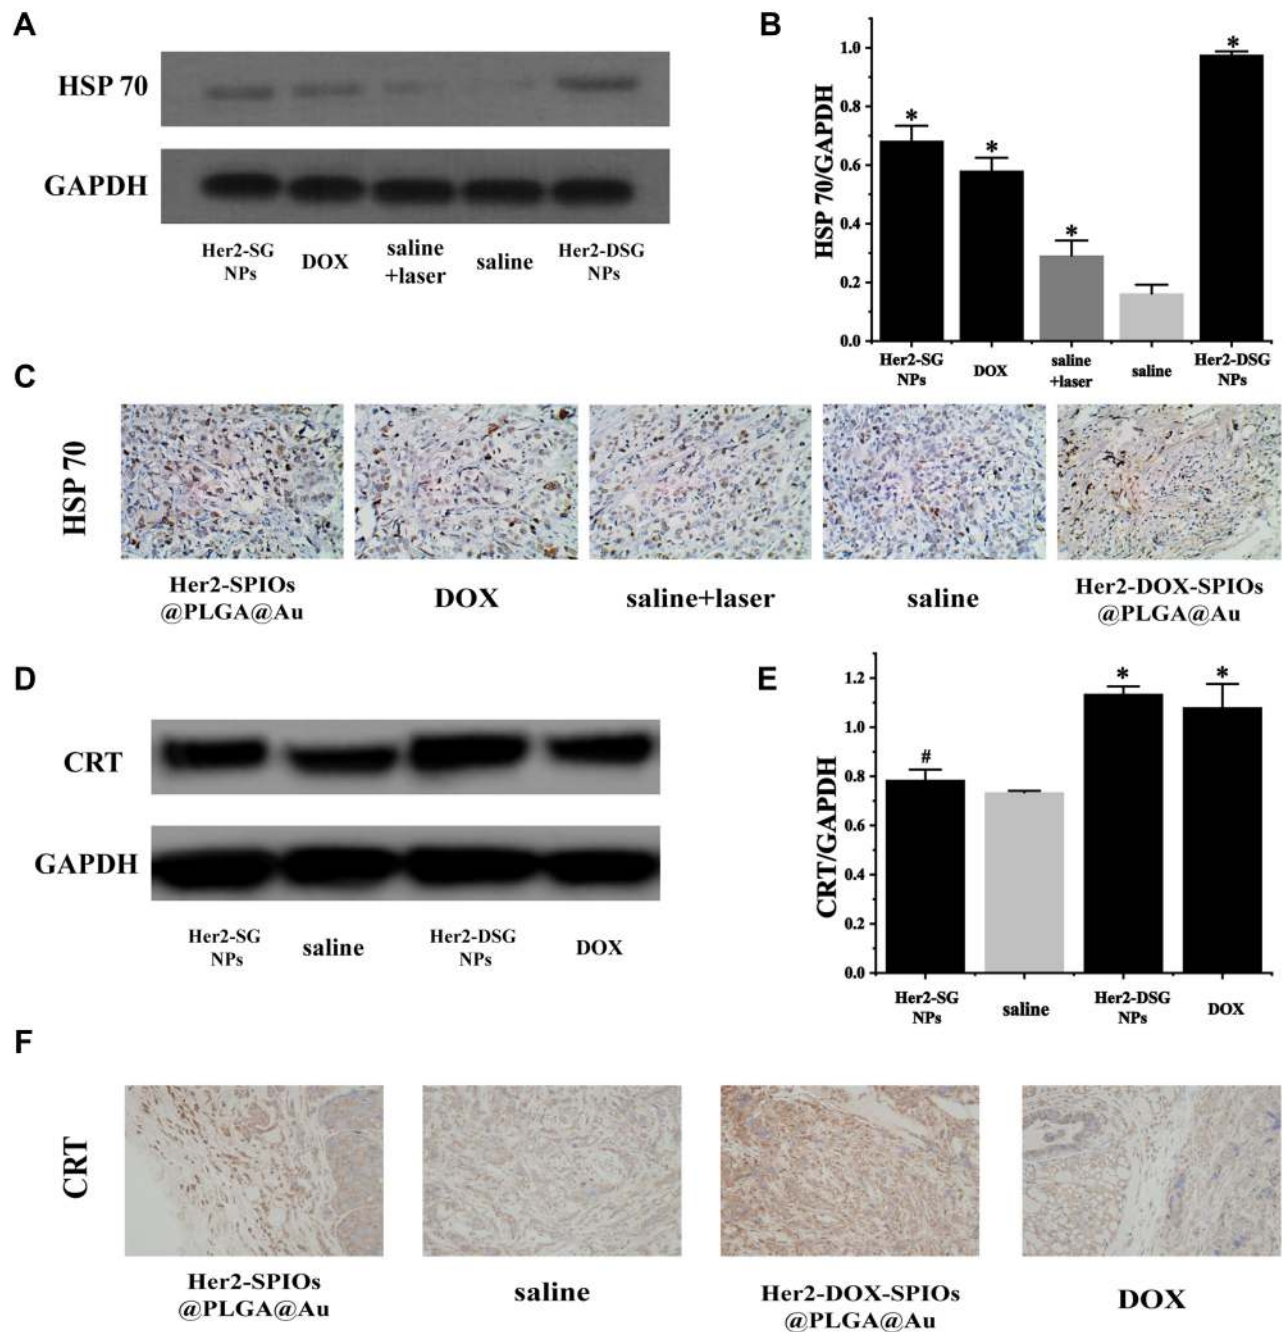 A
HSP 70
GAPDH
Her2-SG
NPs
DOX
saline
+laser
saline
Her2-DSG
NPs
B
HSP 70/GAPDH
1.0
0.8
0.6
0.4
0.2
0.0
*
*
*
*
Her2-SG
NPs
DOX
saline
+laser
saline
Her2-DSG
NPs
C
HSP 70
Her2-SPIOs
@PLGA@Au
DOX
saline+laser
saline
Her2-DOX-SPIOs
@PLGA@Au
D
CRT
GAPDH
Her2-SG
NPs
saline
Her2-DSG
NPs
DOX
E
CRT/GAPDH
1.2
1.0
0.8
0.6
0.4
0.2
0.0
#
*
*
Her2-SG
NPs
saline
Her2-DSG
NPs
DOX
F
CRT
Her2-SPIOs
@PLGA@Au
saline
Her2-DOX-SPIOs
@PLGA@Au
DOX